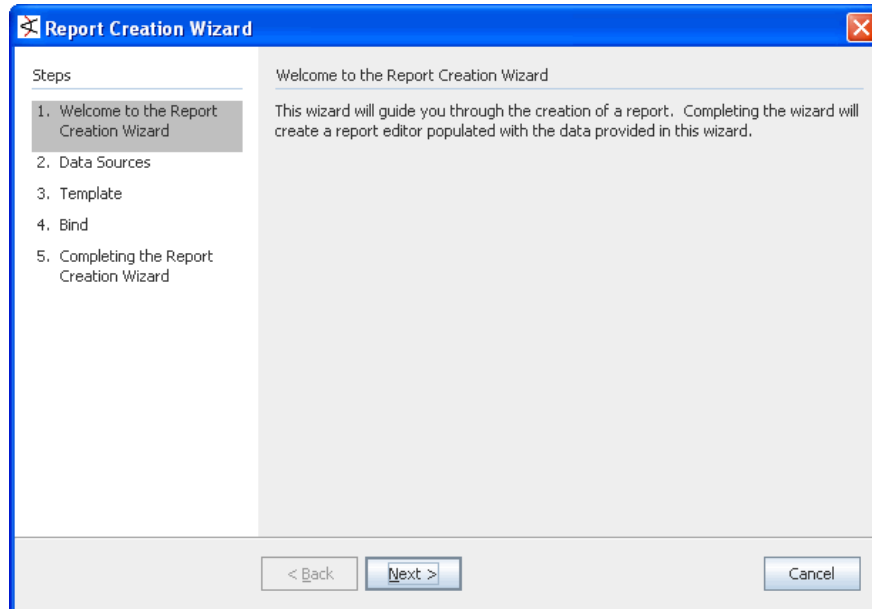 Report Creation Wizard
Steps
1. Welcome to the Report
Creation Wizard
2. Data Sources
3. Template
4. Bind
5. Completing the Report
Creation Wizard
Welcome to the Report Creation Wizard
This wizard will guide you through the creation of a report. Completing the wizard will
create a report editor populated with the data provided in this wizard.
< Back
Next >
Cancel